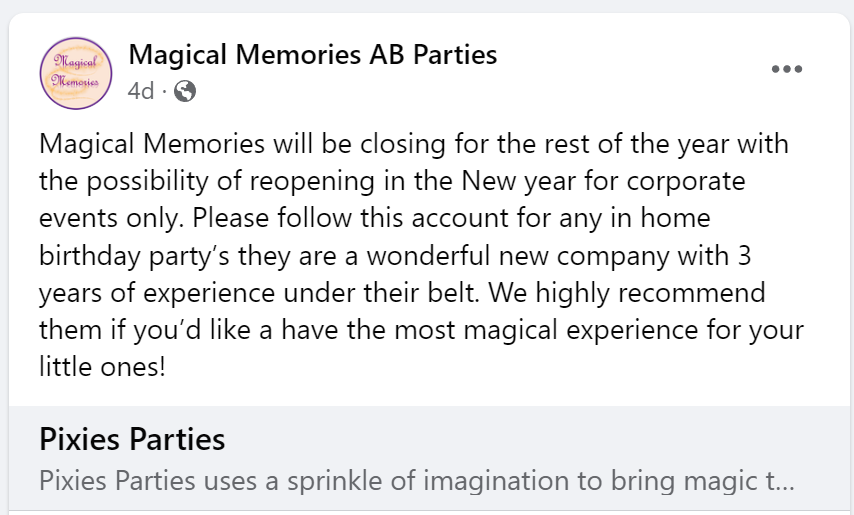 Magical
Memories
Magical Memories AB Parties
4d ·
Magical Memories will be closing for the rest of the year with
the possibility of reopening in the New year for corporate
events only. Please follow this account for any in home
birthday party’s they are a wonderful new company with 3
years of experience under their belt. We highly recommend
them if you’d like a have the most magical experience for your
little ones!
Pixies Parties
Pixies Parties uses a sprinkle of imagination to bring magic t...